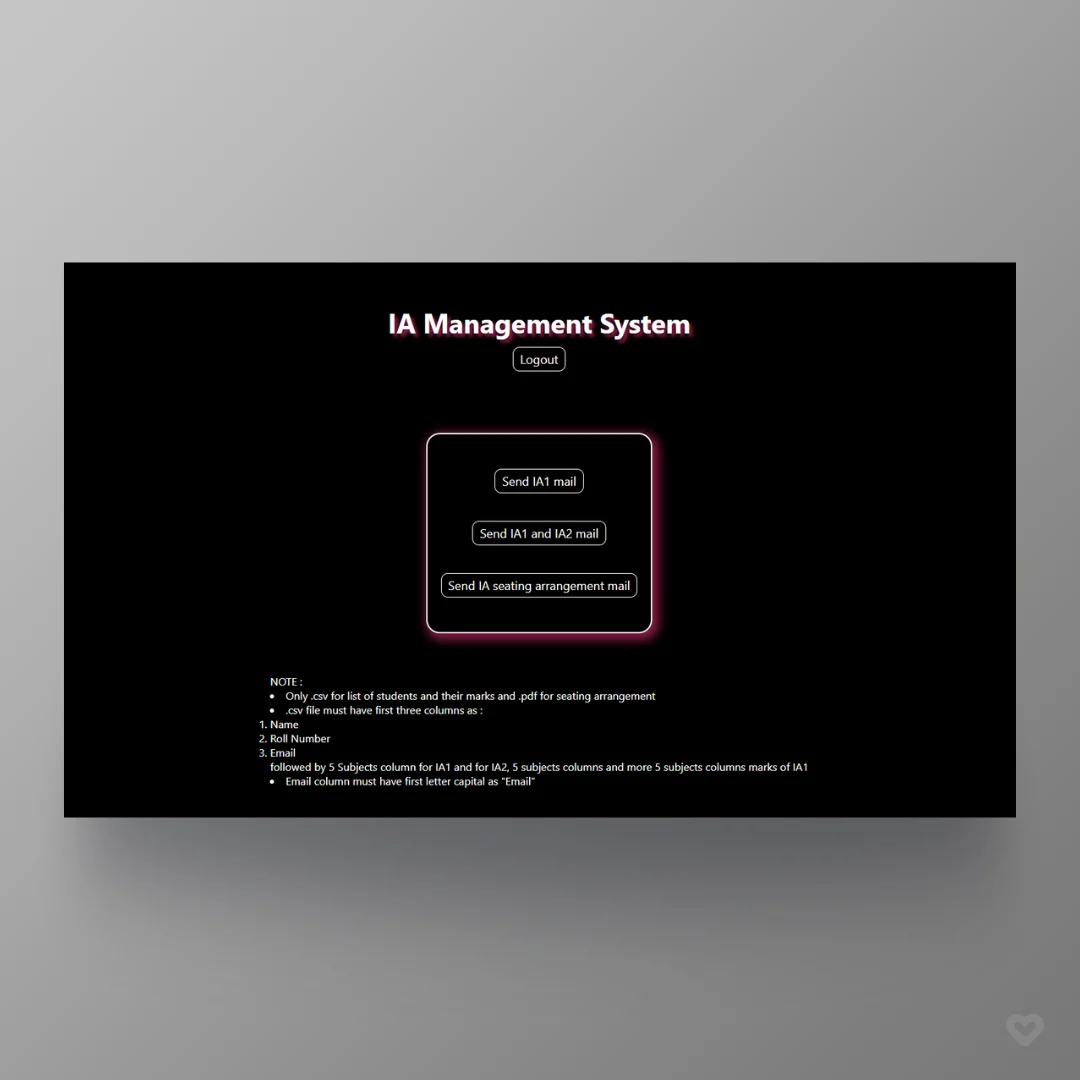 IA Management System
Logout
Send IA1 mail
Send IA1 and IA2 mail
Send IA seating arrangement mail
NOTE :
• Only .csv for list of students and their marks and .pdf for seating arrangement
• .csv file must have first three columns as :
1. Name
2. Roll Number
3. Email
followed by 5 Subjects column for IA1 and for IA2, 5 subjects columns and more 5 subjects columns marks of IA1
• Email column must have first letter capital as "Email"